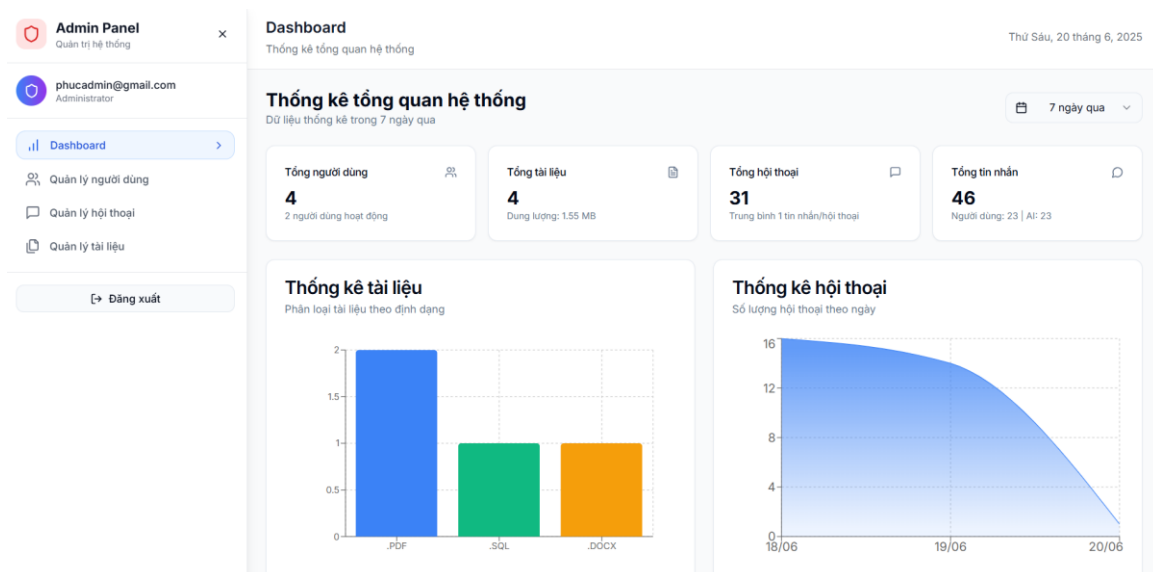 Admin Panel
Quản trị hệ thống
phucadmin@gmail.com
Administrator
Dashboard
Quản lý người dùng
Quản lý hội thoại
Quản lý tài liệu
Đăng xuất
Dashboard
Thống kê tổng quan hệ thống
Thứ Sáu, 20 tháng 6, 2025
Thống kê tổng quan hệ thống
Dữ liệu thống kê trong 7 ngày qua
7 ngày qua
Tổng người dùng
4
2 người dùng hoạt động
Tổng tài liệu
4
Dung lượng: 1.55 MB
Tổng hội thoại
31
Trung bình 1 tin nhắn/hội thoại
Tổng tin nhắn
46
Người dùng: 23 | AI: 23
Thống kê tài liệu
Phân loại tài liệu theo định dạng
2
1.5
1
0.5
0
.PDF
.SQL
.DOCX
Thống kê hội thoại
Số lượng hội thoại theo ngày
16
12
8
4
0
18/06
19/06
20/06